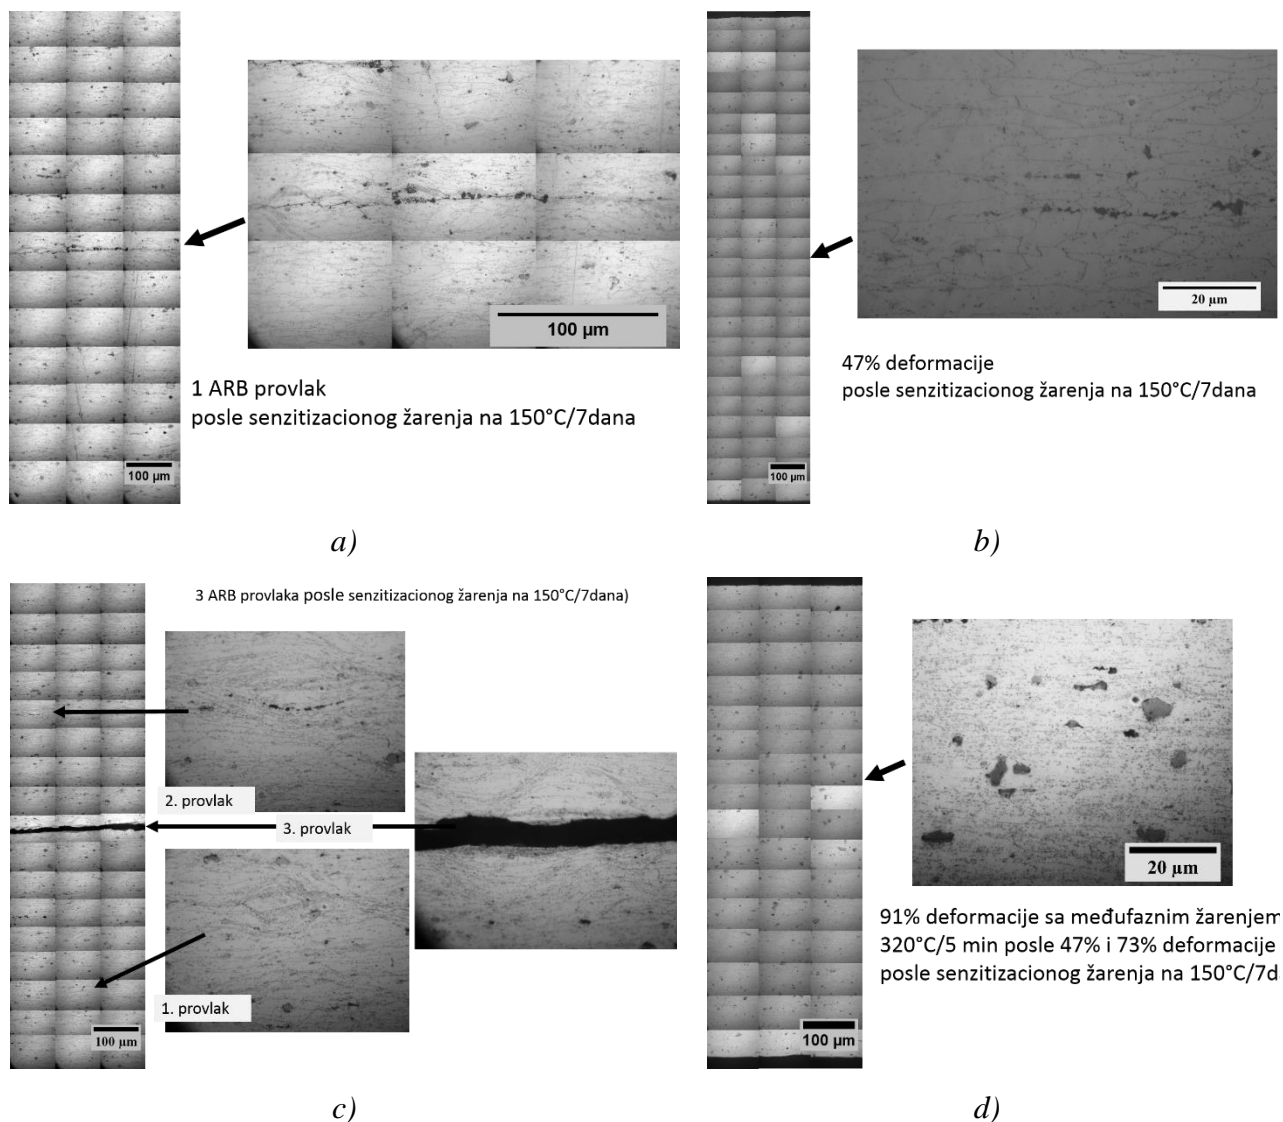 100 µm
1 ARB provlak
posle senzitizacionog žarenja na 150°C/7dana
100 µm
a)
20 µm
47% deformacije
posle senzitizacionog žarenja na 150°C/7dana
100 µm
b)
3 ARB provlaka posle senzitizacionog žarenja na 150°C/7dana)
2. provlak
3. provlak
1. provlak
100 µm
c)
20 µm
91% deformacije sa međufaznim žarenjem
320°C/5 min posle 47% i 73% deformacije
posle senzitizacionog žarenja na 150°C/7d
100 µm
d)